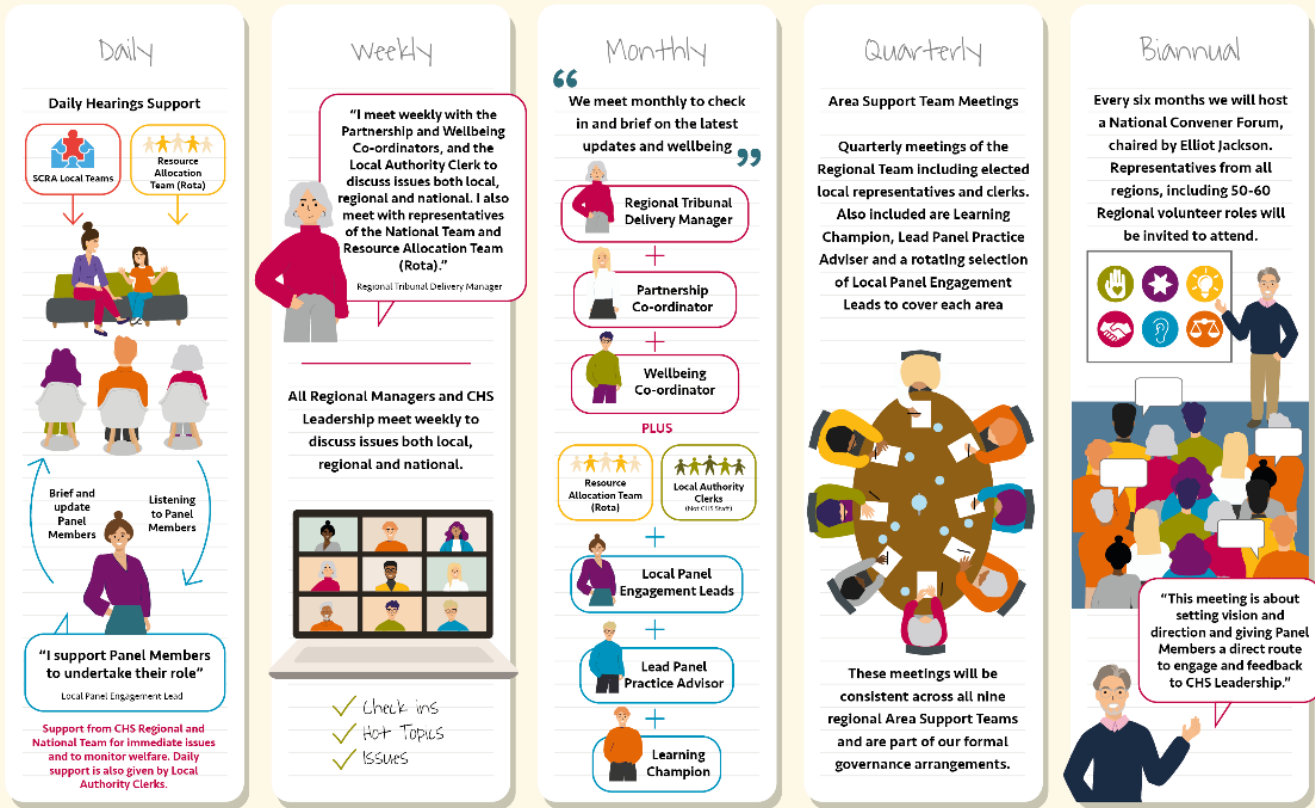 Daily
Daily Hearings Support
SCRA Local Teams
Resource
Allocation
Team (Rota)
Brief and
update
Panel
Members
Listening
to Panel
Members
"I support Panel Members
to undertake their role"
Local Panel Engagement Lead
Support from CHS Regional and
National Team for immediate issues
and to monitor welfare. Daily
support is also given by Local
Authority Clerks.
Weekly
"I meet weekly with the
Partnership and Wellbeing
Co-ordinators, and the
Local Authority Clerk to
discuss issues both local,
regional and national. I also
meet with representatives
of the National Team and
Resource Allocation Team
(Rota)."
Regional Tribunal Delivery Manager
All Regional Managers and CHS
Leadership meet weekly to
discuss issues both local,
regional and national.
Check ins
Hot Topics
Issues
Monthly
“
We meet monthly to check
in and brief on the latest
updates and wellbeing ”
Regional Tribunal
Delivery Manager
+
Partnership
Co-ordinator
+
Wellbeing
Co-ordinator
PLUS
Resource
Allocation Team
(Rota)
Local Authority
Clerks
(Not CHS Staff)
+
Local Panel
Engagement Leads
+
Lead Panel
Practice Advisor
+
Learning
Champion
Quarterly
Area Support Team Meetings
Quarterly meetings of the
Regional Team including elected
local representatives and clerks.
Also included are Learning
Champion, Lead Panel Practice
Adviser and a rotating selection
of Local Panel Engagement
Leads to cover each area
These meetings will be
consistent across all nine
regional Area Support Teams
and are part of our formal
governance arrangements.
Biannual
Every six months we will host
a National Convener Forum,
chaired by Elliot Jackson.
Representatives from all
regions, including 50-60
Regional volunteer roles will
be invited to attend.
"This meeting is about
setting vision and
direction and giving Panel
Members a direct route
to engage and feedback
to CHS Leadership."